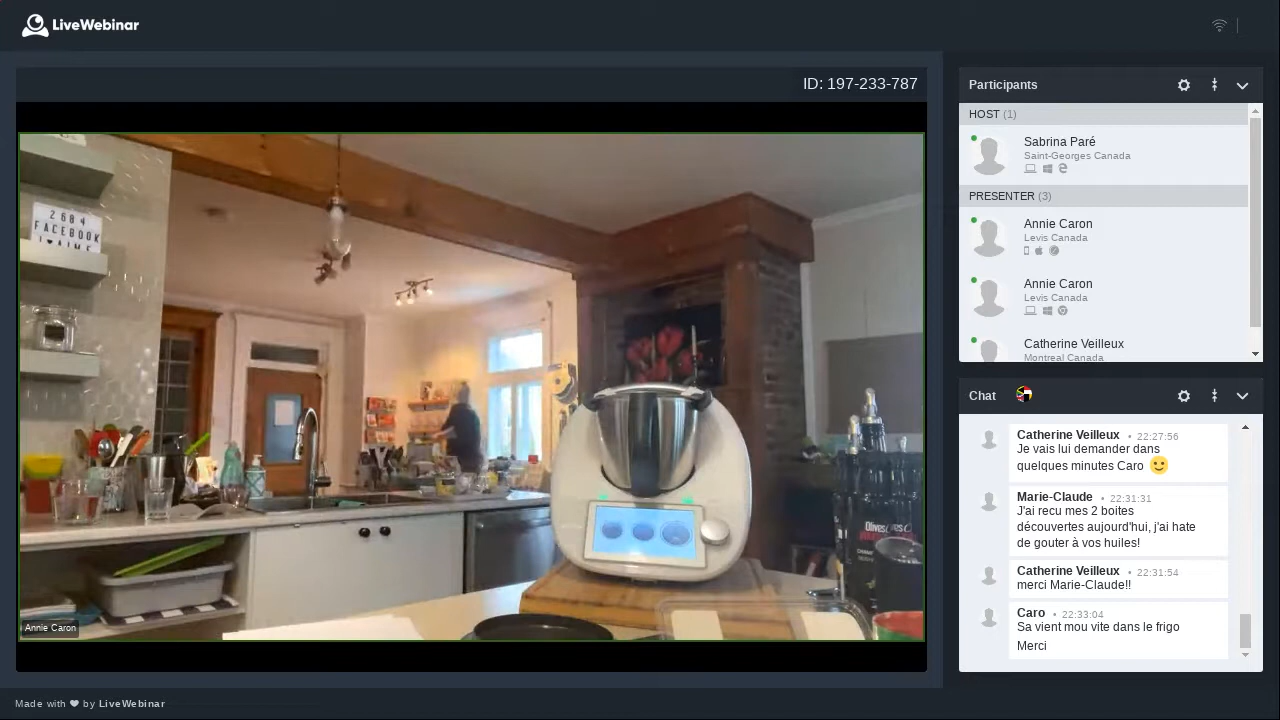 LiveWebinar
ID: 197-233-787
2684
FACEBOOK
J♥AIME
Annie Caron
Participants
HOST (1)
Sabrina Paré
Saint-Georges Canada
PRESENTER (3)
Annie Caron
Levis Canada
Annie Caron
Levis Canada
Catherine Veilleux
Montreal Canada
Chat
Catherine Veilleux • 22:27:56
Je vais lui demander dans
quelques minutes Caro 🙂
Marie-Claude • 22:31:31
J'ai recu mes 2 boites
découvertes aujourd'hui, j'ai hate
de gouter à vos huiles!
Catherine Veilleux • 22:31:54
merci Marie-Claude!!
Caro • 22:33:04
Sa vient mou vite dans le frigo
Merci
Made with ♥ by LiveWebinar